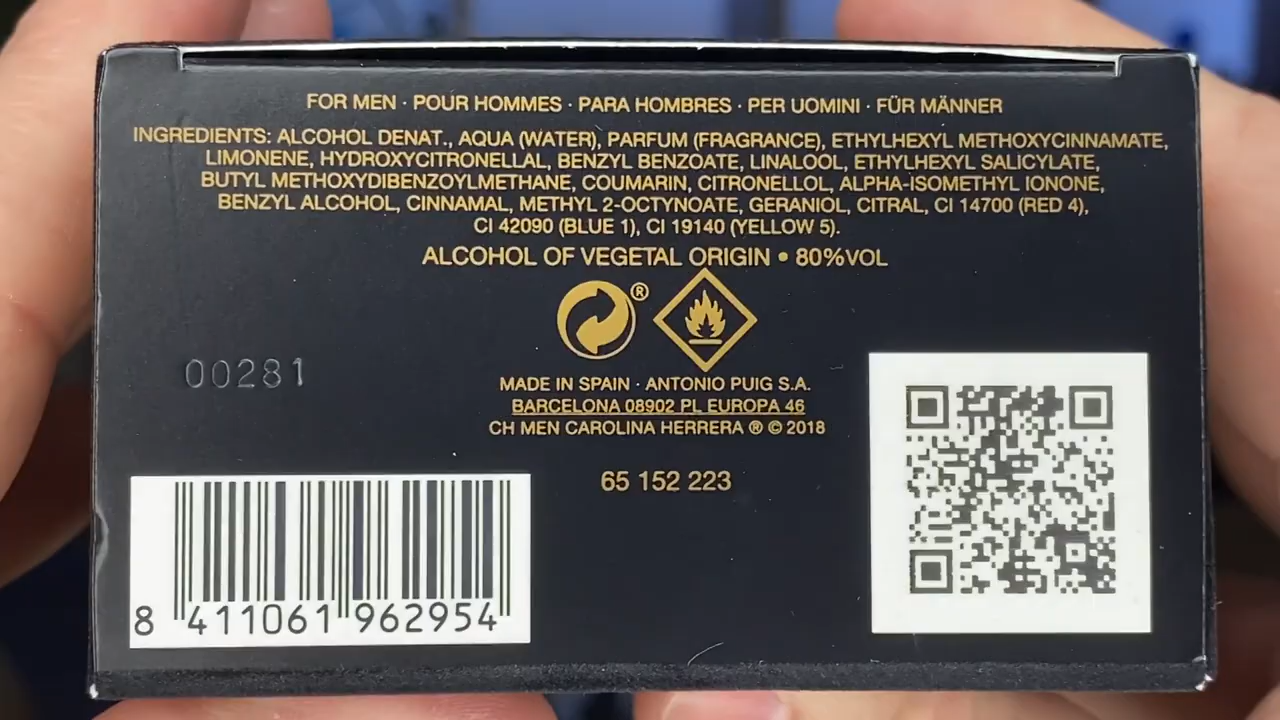 FOR MEN · POUR HOMMES · PARA HOMBRES · PER UOMINI · FÜR MÄNNER
INGREDIENTS: ALCOHOL DENAT., AQUA (WATER), PARFUM (FRAGRANCE), ETHYLHEXYL METHOXYCINNAMATE,
LIMONENE, HYDROXYCITRONELLAL, BENZYL BENZOATE, LINALOOL, ETHYLHEXYL SALICYLATE,
BUTYL METHOXYDIBENZOYLMETHANE, COUMARIN, CITRONELLOL, ALPHA-ISOMETHYL IONONE,
BENZYL ALCOHOL, CINNAMAL, METHYL 2-OCTYNOATE, GERANIOL, CITRAL, CI 14700 (RED 4),
CI 42090 (BLUE 1), CI 19140 (YELLOW 5).
ALCOHOL OF VEGETAL ORIGIN • 80%VOL
®
00281
MADE IN SPAIN · ANTONIO PUIG S.A.
BARCELONA 08902 PL EUROPA 46
CH MEN CAROLINA HERRERA ® © 2018
65 152 223
8 411061 962954